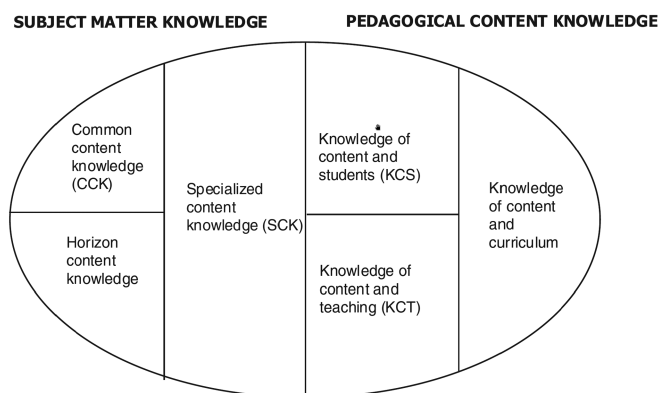 SUBJECT MATTER KNOWLEDGE
PEDAGOGICAL CONTENT KNOWLEDGE
Common
content
knowledge
(CCK)
Horizon
content
knowledge
Specialized
content
knowledge (SCK)
Knowledge of
content and
students (KCS)
Knowledge of
content and
teaching (KCT)
Knowledge
of content
and
curriculum